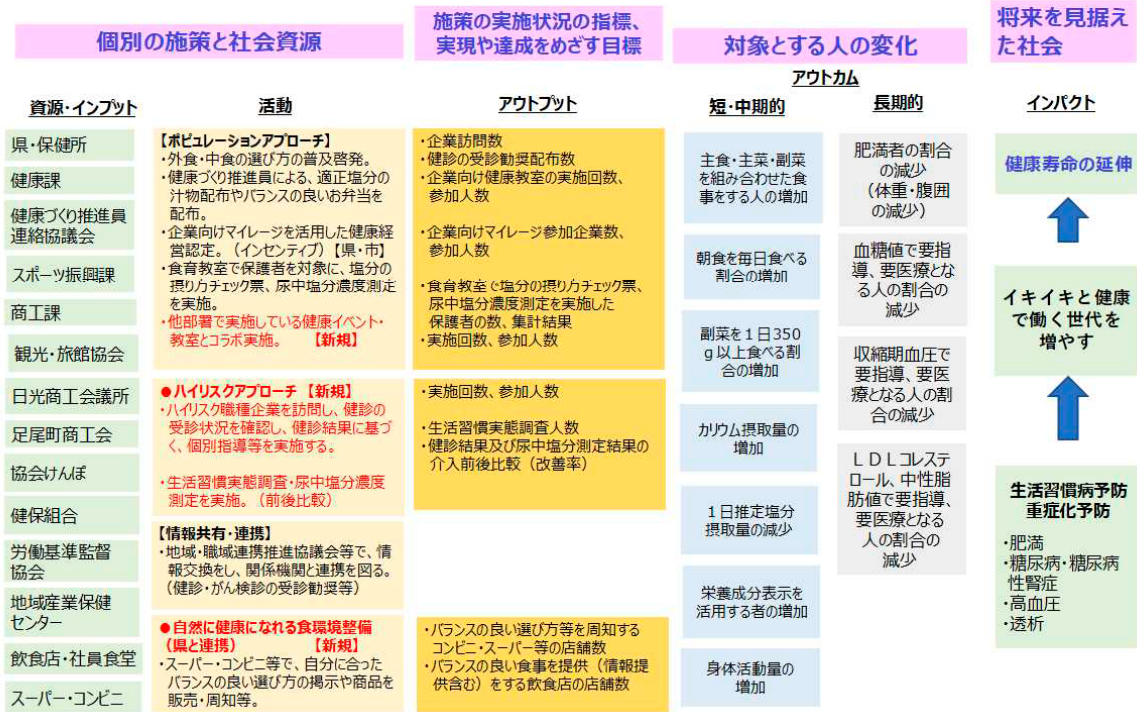 個別の施策と社会資源
施策の実施状況の指標、
実現や達成をめざす目標
対象とする人の変化
将来を見据え
た社会
アウトカム
資源・インプット
活動
アウトプット
短・中期的
長期的
インパクト
県・保健所
健康課
健康づくり推進員
連絡協議会
スポーツ振興課
商工課
観光・旅館協会
日光商工会議所
足尾町商工会
協会けんぽ
健保組合
労働基準監督
協会
地域産業保健
センター
飲食店・社員食堂
スーパー・コンビニ
【ポピュレーションアプローチ】
・外食・中食の選び方の普及啓発。
・健康づくり推進員による、適正塩分の
汁物配布やバランスの良いお弁当を
配布。
・企業向けマイレージを活用した健康経
営認定。（インセンティブ）【県・市】
・食育教室で保護者を対象に、塩分の
摂り方チェック票、尿中塩分濃度測定
を実施。
・他部署で実施している健康イベント・
教室とコラボ実施。　【新規】
●ハイリスクアプローチ 【新規】
・ハイリスク職種企業を訪問し、健診の
受診状況を確認し、健診結果に基づ
く、個別指導等を実施する。
・生活習慣実態調査・尿中塩分濃度
測定を実施。（前後比較）
【情報共有・連携】
・地域・職域連携推進協議会等で、情
報交換をし、関係機関と連携を図る。
（健診・がん検診の受診勧奨等）
●自然に健康になれる食環境整備
（県と連携）　【新規】
・スーパー・コンビニ等で、自分に合った
バランスの良い選び方の掲示や商品を
販売・周知等。
・企業訪問数
・健診の受診勧奨配布数
・企業向け健康教室の実施回数、
参加人数
・企業向けマイレージ参加企業数、
参加人数
・食育教室で塩分の摂り方チェック票、
尿中塩分濃度測定を実施した
保護者の数、集計結果
・実施回数、参加人数
・実施回数、参加人数
・生活習慣実態調査人数
・健診結果及び尿中塩分測定結果の
介入前後比較（改善率）
・バランスの良い選び方等を周知する
コンビニ・スーパー等の店舗数
・バランスの良い食事を提供（情報提
供含む）をする飲食店の店舗数
主食・主菜・副菜
を組み合わせた食
事をする人の増加
朝食を毎日食べる
割合の増加
副菜を１日350
ｇ以上食べる割
合の増加
カリウム摂取量の
増加
１日推定塩分
摂取量の減少
栄養成分表示を
活用する者の増加
身体活動量の
増加
肥満者の割合
の減少
（体重・腹囲
の減少）
血糖値で要指
導、要医療とな
る人の割合の
減少
収縮期血圧で
要指導、要医
療となる人の割
合の減少
ＬＤＬコレステ
ロール、中性脂
肪値で要指導、
要医療となる
人の割合の
減少
健康寿命の延伸
イキイキと健康
で働く世代を
増やす
生活習慣病予防
重症化予防
・肥満
・糖尿病・糖尿病
性腎症
・高血圧
・透析